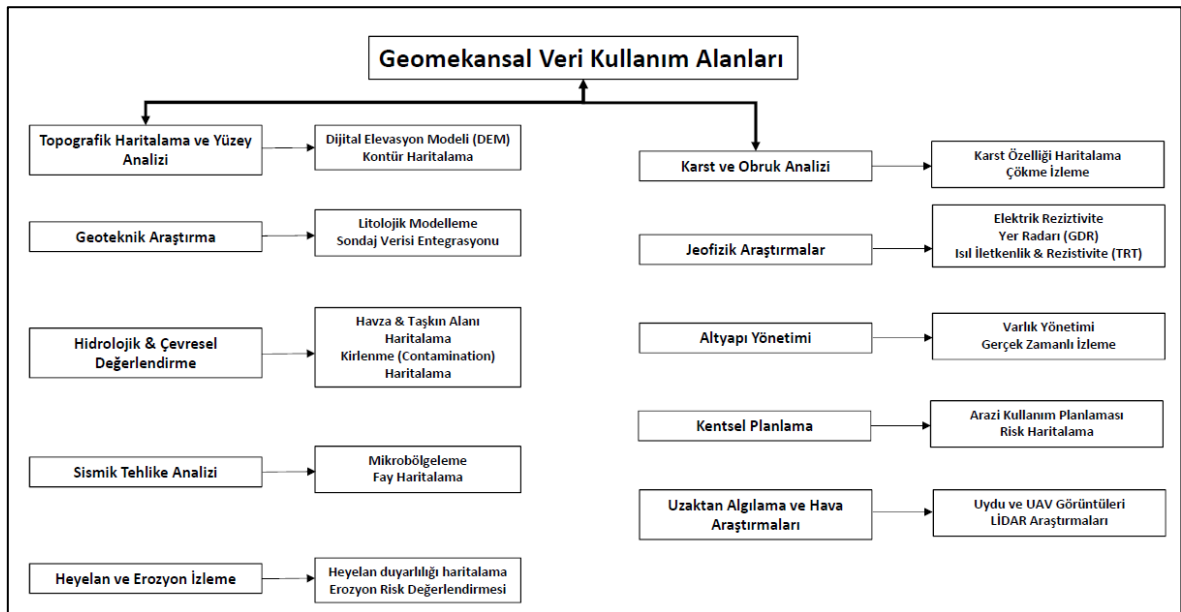 Geomekansal Veri Kullanım Alanları
Topografik Haritalama ve Yüzey
Analizi
Dijital Elevasyon Modeli (DEM)
Kontür Haritalama
Geoteknik Araştırma
Litolojik Modelleme
Sondaj Verisi Entegrasyonu
Hidrolojik & Çevresel
Değerlendirme
Havza & Taşkın Alanı
Haritalama
Kirlenme (Contamination)
Haritalama
Sismik Tehlike Analizi
Mikrobölgeleme
Fay Haritalama
Heyelan ve Erozyon İzleme
Heyelan duyarlılığı haritalama
Erozyon Risk Değerlendirmesi
Karst ve Obruk Analizi
Karst Özelliği Haritalama
Çökme İzleme
Jeofizik Araştırmalar
Elektrik Reziztivite
Yer Radarı (GDR)
Isıl İletkenlik & Rezistivite (TRT)
Altyapı Yönetimi
Varlık Yönetimi
Gerçek Zamanlı İzleme
Kentsel Planlama
Arazi Kullanım Planlaması
Risk Haritalama
Uzaktan Algılama ve Hava
Araştırmaları
Uydu ve UAV Görüntüleri
LİDAR Araştırmaları